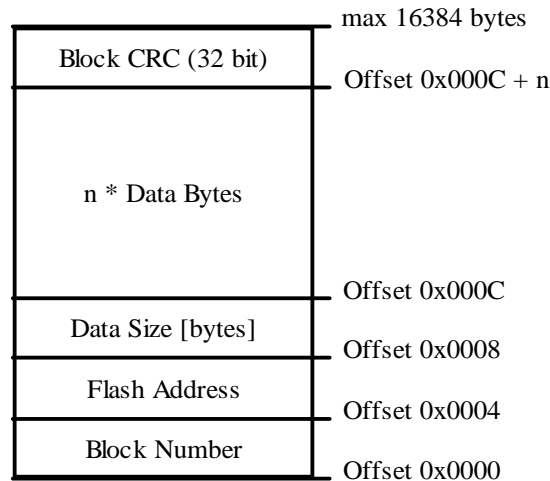 max 16384 bytes
Block CRC (32 bit)
Offset 0x000C + n
n * Data Bytes
Offset 0x000C
Data Size [bytes]
Offset 0x0008
Flash Address
Offset 0x0004
Block Number
Offset 0x0000